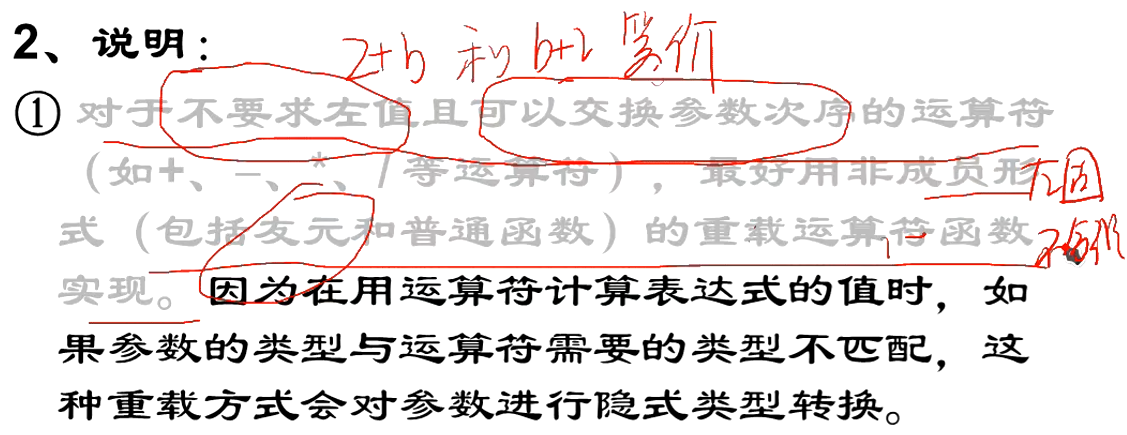 2、说明：
2+b 和 b+2 等价
①对于不要求左值且可以交换参数次序的运算符
（如+、–、*、/等运算符），最好用非成员形
式（包括友元和普通函数）的重载运算符函数
实现。因为在用运算符计算表达式的值时，如
果参数的类型与运算符需要的类型不匹配，这
种重载方式会对参数进行隐式类型转换。